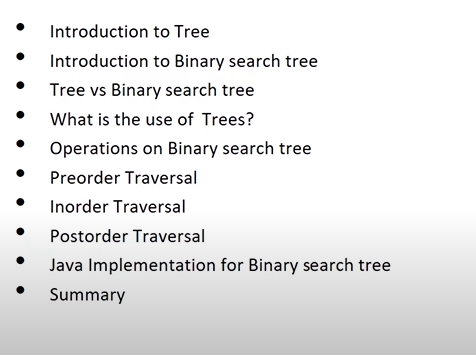 • Introduction to Tree
• Introduction to Binary search tree
• Tree vs Binary search tree
• What is the use of  Trees?
• Operations on Binary search tree
• Preorder Traversal
• Inorder Traversal
• Postorder Traversal
• Java Implementation for Binary search tree
• Summary